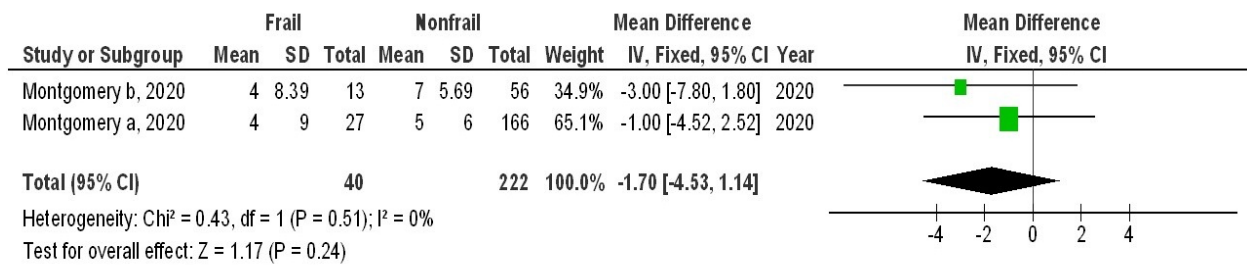 Frail Nonfrail Mean Difference Mean Difference
Study or Subgroup Mean SD Total Mean SD Total Weight IV, Fixed, 95% CI Year IV, Fixed, 95% CI
Montgomery b, 2020 4 8.39 13 7 5.69 56 34.9% -3.00 [-7.80, 1.80] 2020
Montgomery a, 2020 4 9 27 5 6 166 65.1% -1.00 [-4.52, 2.52] 2020
Total (95% CI) 40 222 100.0% -1.70 [-4.53, 1.14]
Heterogeneity: Chi² = 0.43, df = 1 (P = 0.51); I² = 0%
Test for overall effect: Z = 1.17 (P = 0.24)
-4 -2 0 2 4